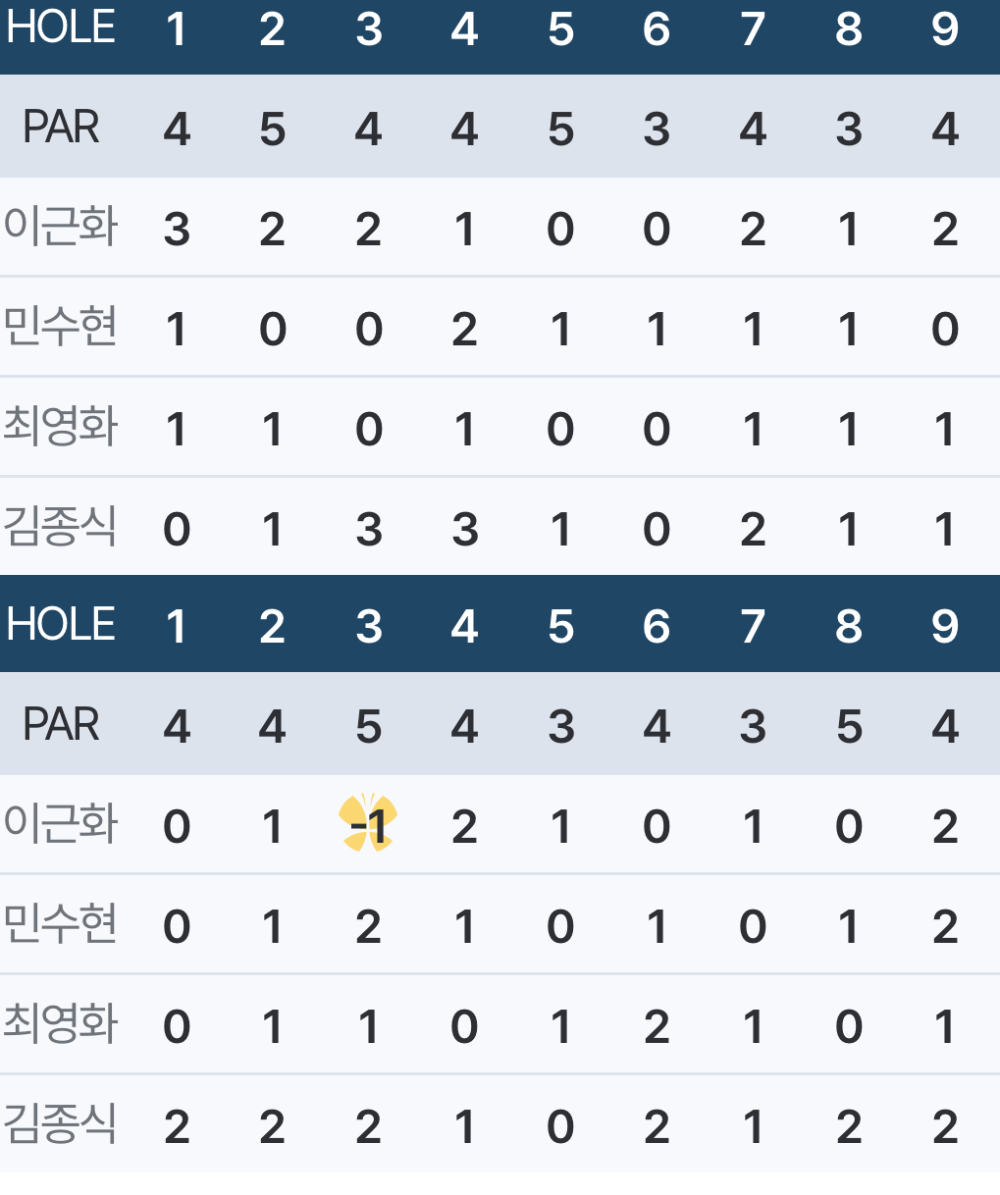 HOLE 1 2 3 4 5 6 7 8 9
PAR 4 5 4 4 5 3 4 3 4
이근화 3 2 2 1 0 0 2 1 2
민수현 1 0 0 2 1 1 1 1 0
최영화 1 1 0 1 0 0 1 1 1
김종식 0 1 3 3 1 0 2 1 1
HOLE 1 2 3 4 5 6 7 8 9
PAR 4 4 5 4 3 4 3 5 4
이근화 0 1 -1 2 1 0 1 0 2
민수현 0 1 2 1 0 1 0 1 2
최영화 0 1 1 0 1 2 1 0 1
김종식 2 2 2 1 0 2 1 2 2